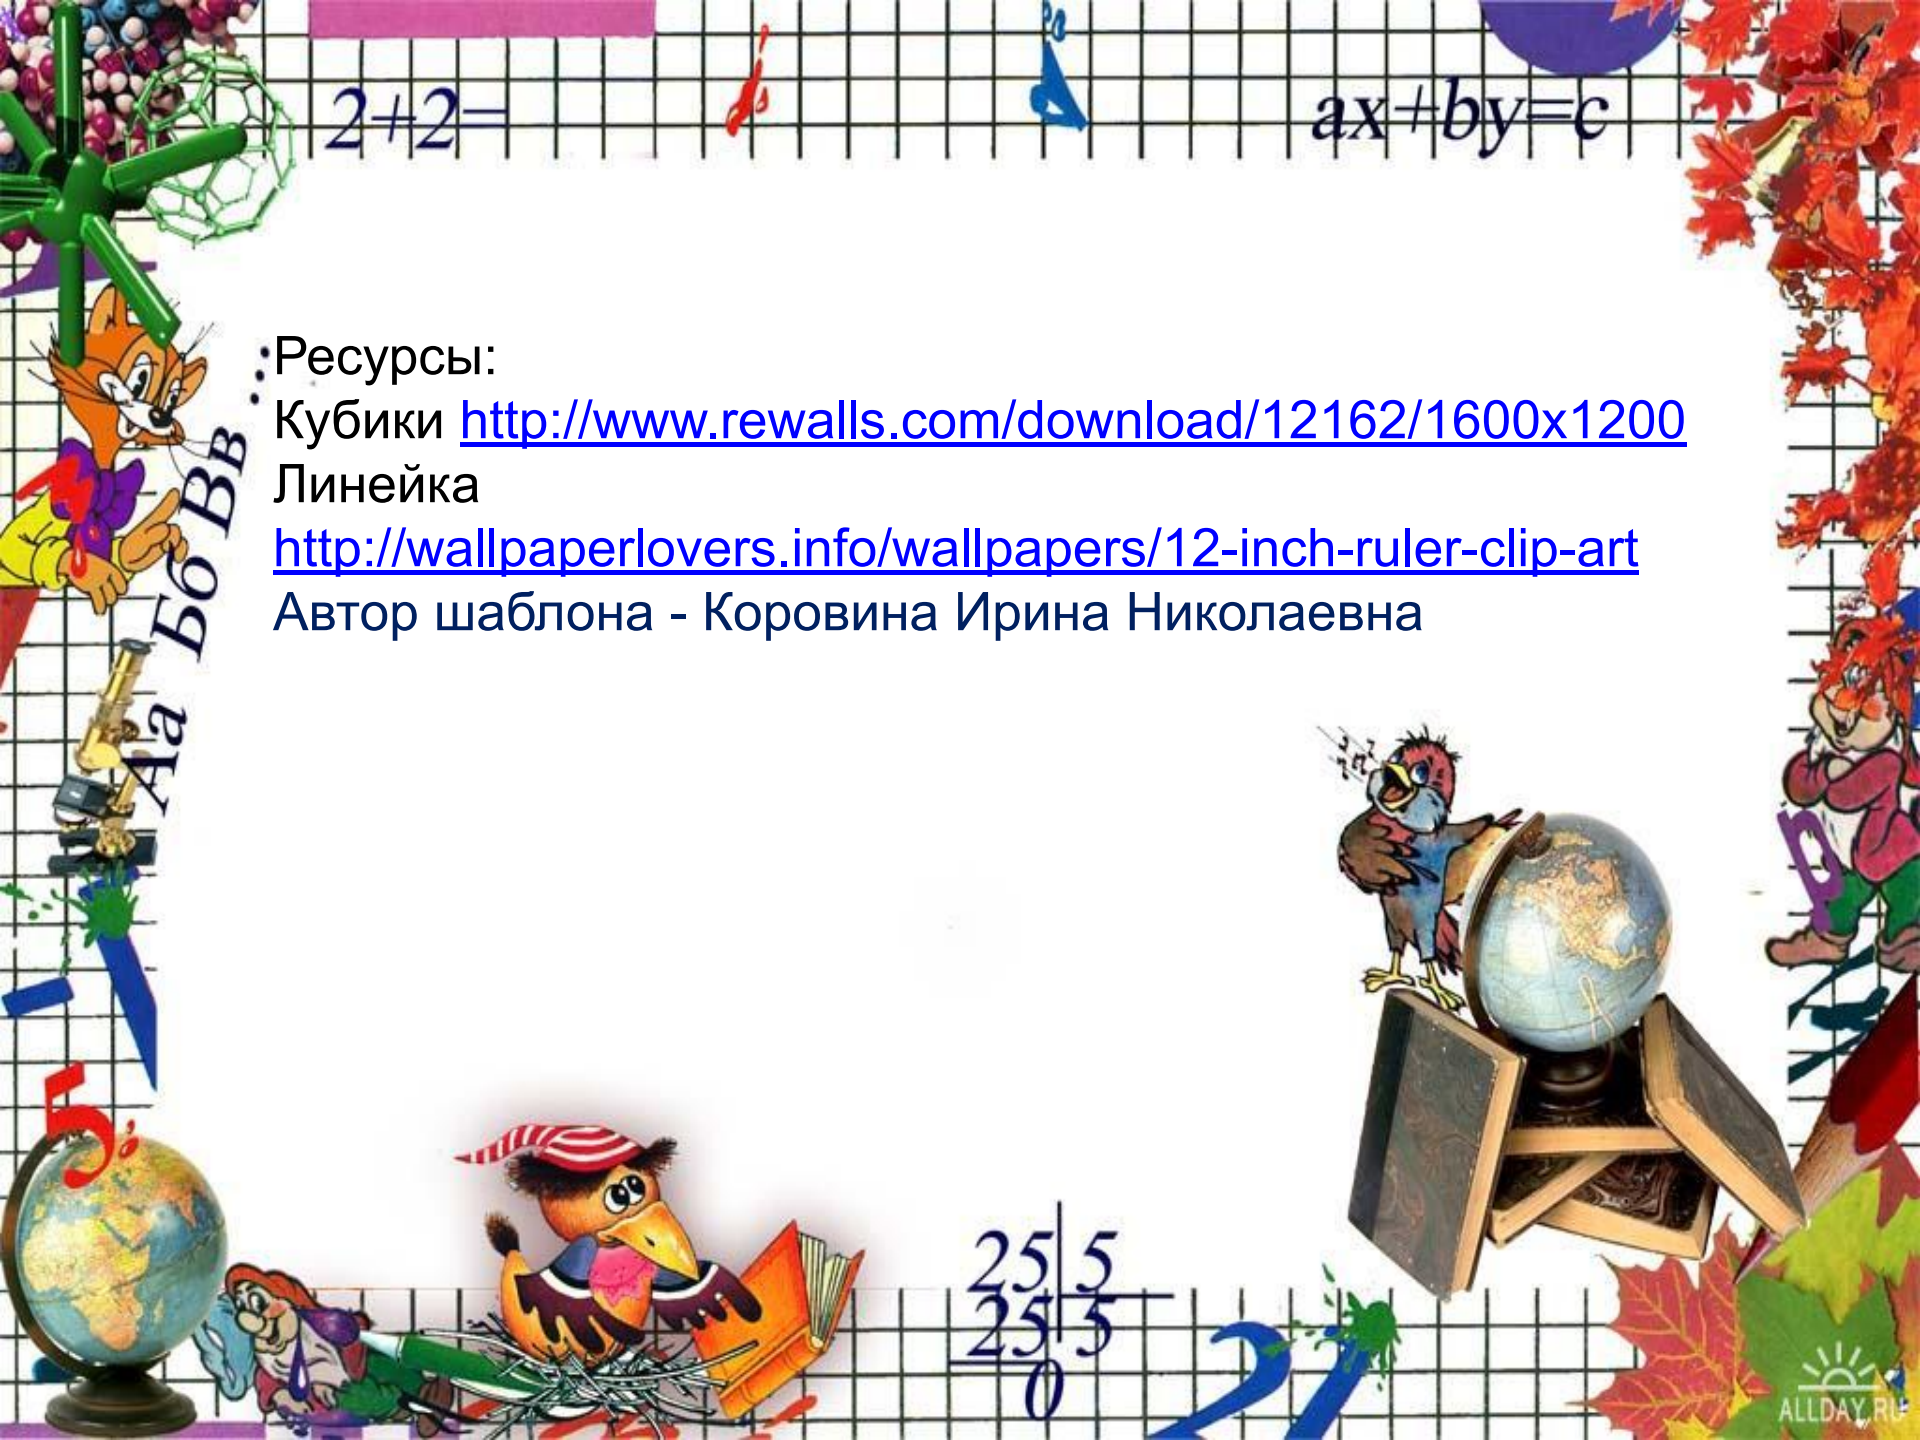 2+2=
ax+by=c
Ресурсы:
Кубики http://www.rewalls.com/download/12162/1600x1200
Линейка
http://wallpaperlovers.info/wallpapers/12-inch-ruler-clip-art
Автор шаблона - Коровина Ирина Николаевна
Аа Бб Вв ...
5
р
25 5
25 5
0
2
ALLDAY.RU